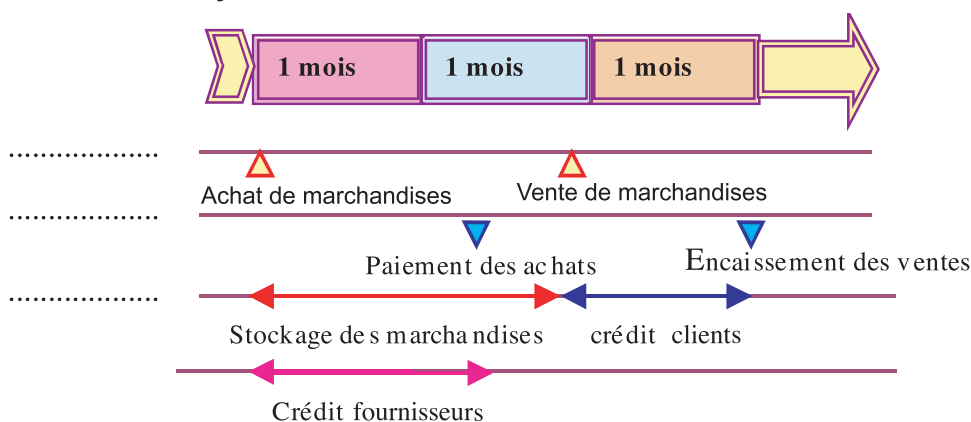 1 mois 1 mois 1 mois
...................
Achat de marchandises Vente de marchandises
...................
Paiement des achats Encaissement des ventes
...................
Stockage des marchandises crédit clients
Crédit fournisseurs